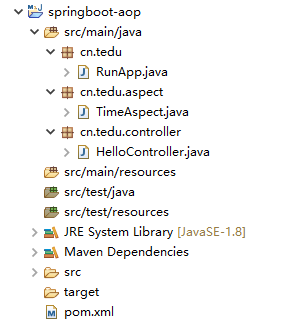 springboot-aop
src/main/java
cn.tedu
RunApp.java
cn.tedu.aspect
TimeAspect.java
cn.tedu.controller
HelloController.java
src/main/resources
src/test/java
src/test/resources
JRE System Library [JavaSE-1.8]
Maven Dependencies
src
target
pom.xml